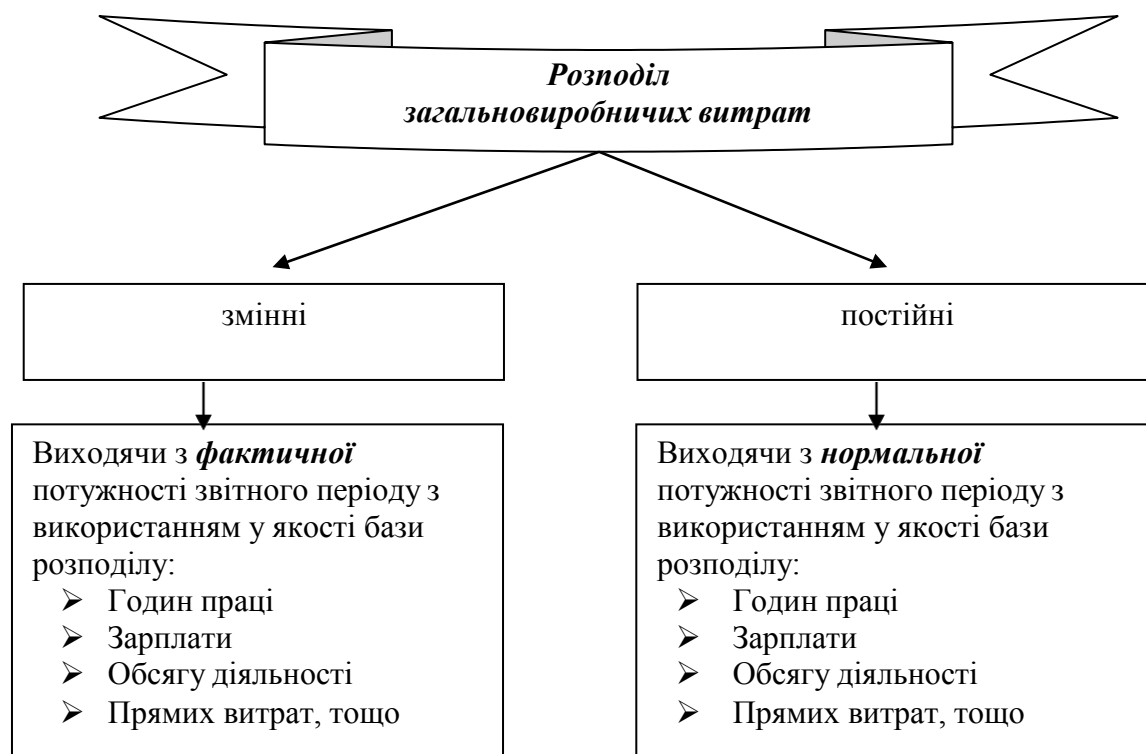 Розподіл
загальновиробничих витрат
змінні
постійні
Виходячи з фактичної
потужності звітного періоду з
використанням у якості бази
розподілу:
➢ Годин праці
➢ Зарплати
➢ Обсягу діяльності
➢ Прямих витрат, тощо
Виходячи з нормальної
потужності звітного періоду з
використанням у якості бази
розподілу:
➢ Годин праці
➢ Зарплати
➢ Обсягу діяльності
➢ Прямих витрат, тощо